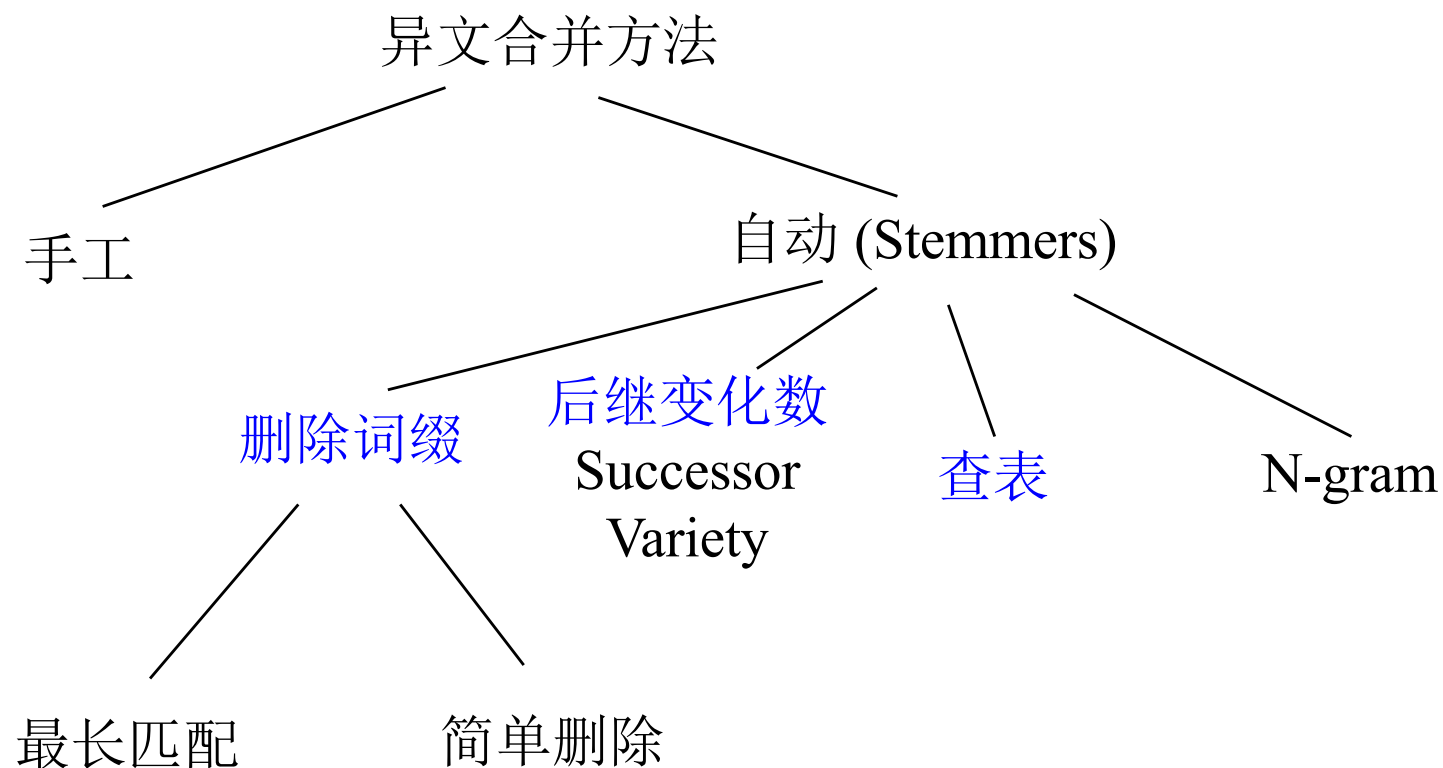 异文合并方法
手工
自动 (Stemmers)
删除词缀
后继变化数
Successor
Variety
查表
N-gram
最长匹配
简单删除